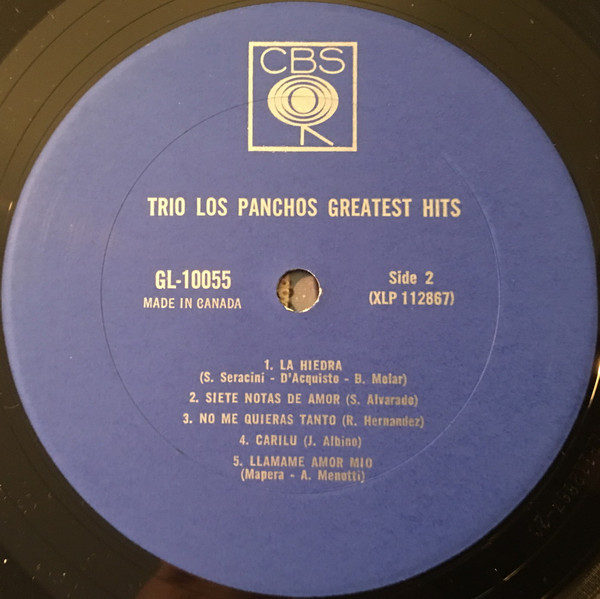 CBS
TRIO LOS PANCHOS GREATEST HITS
GL-10055
MADE IN CANADA
Side 2
(XLP 112867)
1. LA HIEDRA
(S. Seracini - D'Acquisto - B. Molar)
2. SIETE NOTAS DE AMOR (S. Alvarado)
3. NO ME QUIERAS TANTO (R. Hernandez)
4. CARILU (J. Albino)
5. LLAMAME AMOR MIO
(Mapera - A. Menotti)